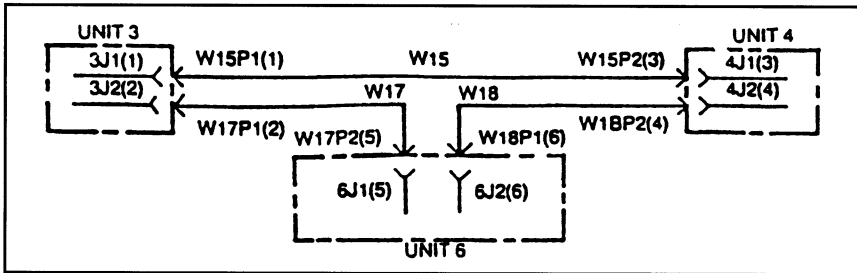 UNIT 3
UNIT 4
3J1(1)
W15P1(1)
W15
W15P2(3)
4J1(3)
3J2(2)
W17
W18
4J2(4)
W17P1(2)
W1BP2(4)
W17P2(5)
W18P1(6)
6J1(5)
6J2(6)
UNIT 6